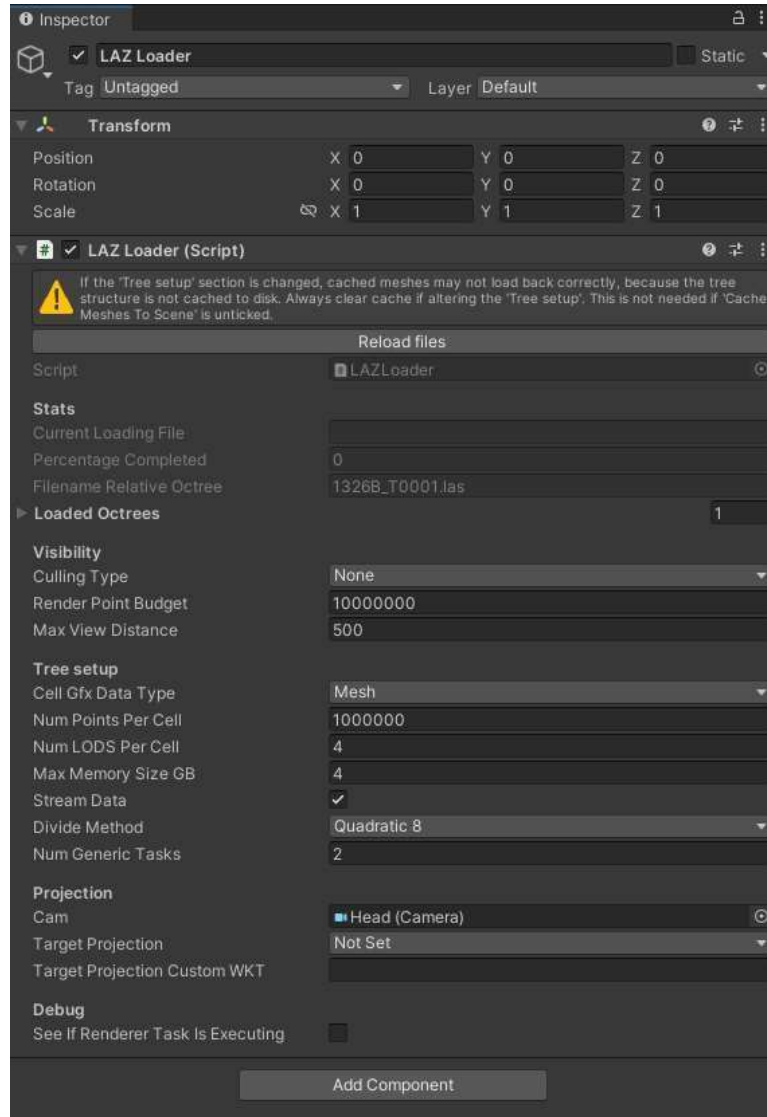 Inspector
LAZ Loader Static
Tag Untagged Layer Default
Transform
Position X 0 Y 0 Z 0
Rotation X 0 Y 0 Z 0
Scale X 1 Y 1 Z 1
# LAZ Loader (Script)
If the 'Tree setup' section is changed, cached meshes may not load back correctly, because the tree
structure is not cached to disk. Always clear cache if altering the 'Tree setup'. This is not needed if 'Cache
Meshes To Scene' is unticked.
Reload files
Script LAZLoader
Stats
Current Loading File
Percentage Completed 0
Filename Relative Octree 1326B_T0001.las
Loaded Octrees 1
Visibility
Culling Type None
Render Point Budget 10000000
Max View Distance 500
Tree setup
Cell Gfx Data Type Mesh
Num Points Per Cell 1000000
Num LODS Per Cell 4
Max Memory Size GB 4
Stream Data
Divide Method Quadratic 8
Num Generic Tasks 2
Projection
Cam Head (Camera)
Target Projection Not Set
Target Projection Custom WKT
Debug
See If Renderer Task Is Executing
Add Component